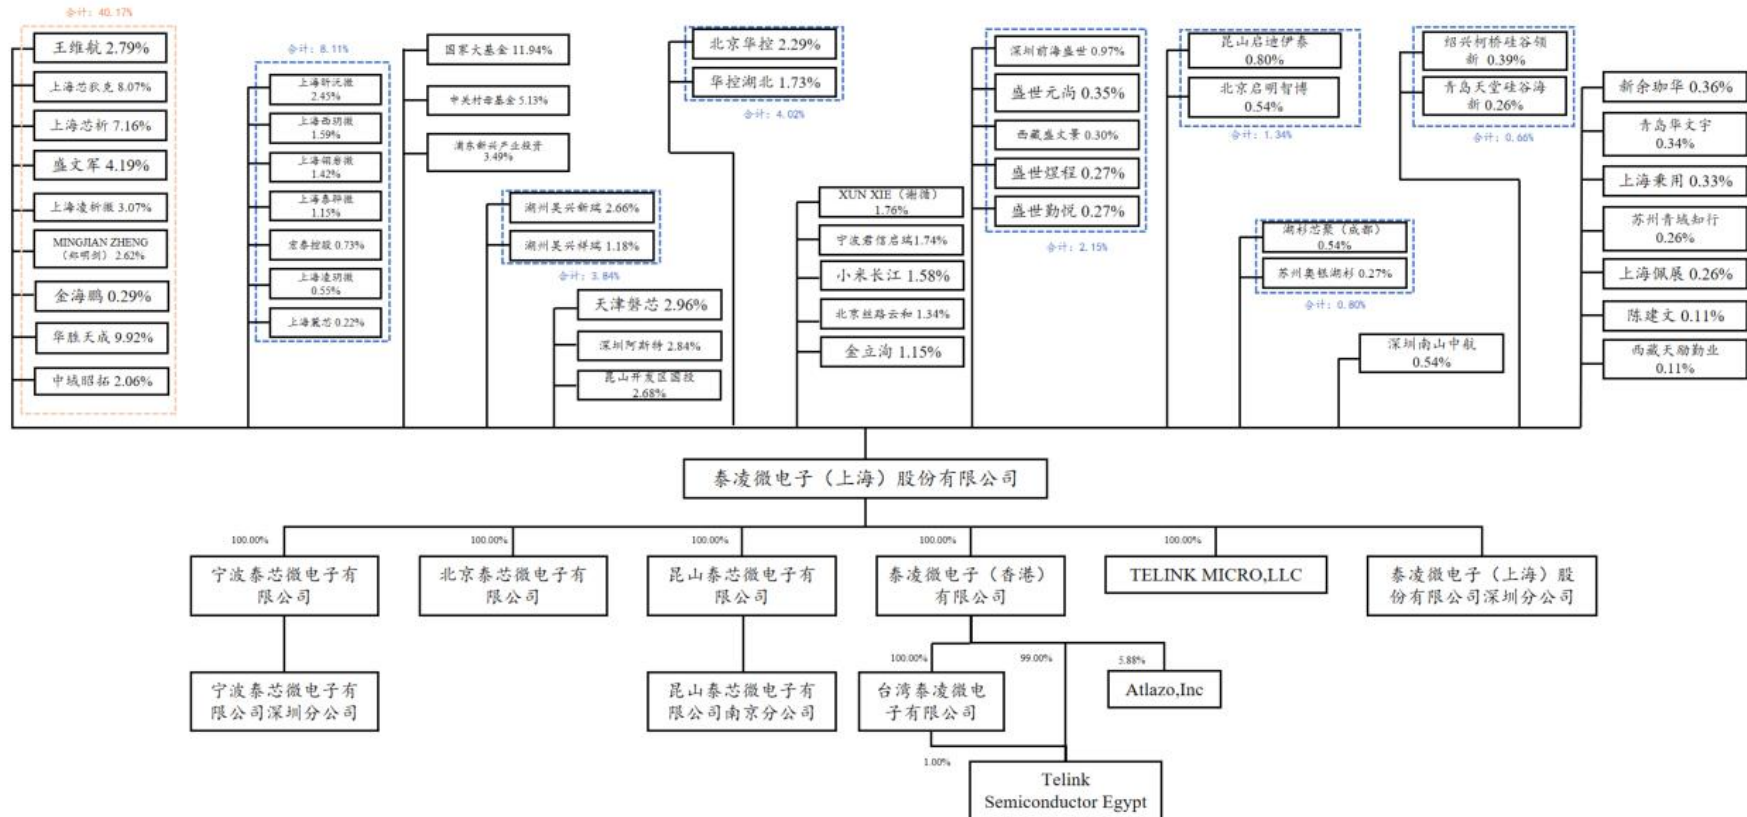 合计：40.17%
王维航 2.79%
上海芯狄克 8.07%
上海芯析 7.16%
盛文军 4.19%
上海凌析微 3.07%
MINGJIAN ZHENG
（郑明剑） 2.62%
金海鹏 0.29%
华胜天成 9.92%
中域昭拓 2.06%
合计：8.11%
上海昕沅微
2.45%
上海西玥微
1.59%
上海翎岩微
1.42%
上海泰骅微
1.15%
宏泰控股 0.73%
上海凌玥微
0.55%
上海麓芯 0.22%
国家大基金 11.94%
中关村母基金 5.13%
浦东新兴产业投资
3.49%
湖州吴兴新瑞 2.66%
湖州吴兴祥瑞 1.18%
合计：3.84%
天津磐芯 2.96%
深圳阿斯特 2.84%
昆山开发区国投
2.68%
北京华控 2.29%
华控湖北 1.73%
合计：4.02%
XUN XIE（谢循）
1.76%
宁波君信启瑞1.74%
小米长江 1.58%
北京丝路云和 1.34%
金立洵 1.15%
深圳前海盛世 0.97%
盛世元尚 0.35%
西藏盛文景 0.30%
盛世煜程 0.27%
盛世勤悦 0.27%
合计：2.15%
昆山启迪伊泰
0.80%
北京启明智博
0.54%
合计：1.34%
湖杉芯聚（成都）
0.54%
苏州奥银湖杉 0.27%
合计：0.80%
深圳南山中航
0.54%
绍兴柯桥硅谷领
新 0.39%
青岛天堂硅谷海
新 0.26%
合计：0.66%
新余珈华 0.36%
青岛华文宇
0.34%
上海乘用 0.33%
苏州青域知行
0.26%
上海佩展 0.26%
陈建文 0.11%
西藏天励勤业
0.11%
泰凌微电子（上海）股份有限公司
100.00%
宁波泰芯微电子有
限公司
100.00%
北京泰芯微电子有
限公司
100.00%
昆山泰芯微电子有
限公司
100.00%
泰凌微电子（香港）
有限公司
100.00%
TELINK MICRO,LLC
泰凌微电子（上海）股
份有限公司深圳分公司
宁波泰芯微电子有
限公司深圳分公司
昆山泰芯微电子有
限公司南京分公司
100.00%
台湾泰凌微电
子有限公司
99.00%
5.88%
Atlazo,Inc
1.00%
Telink
Semiconductor Egypt